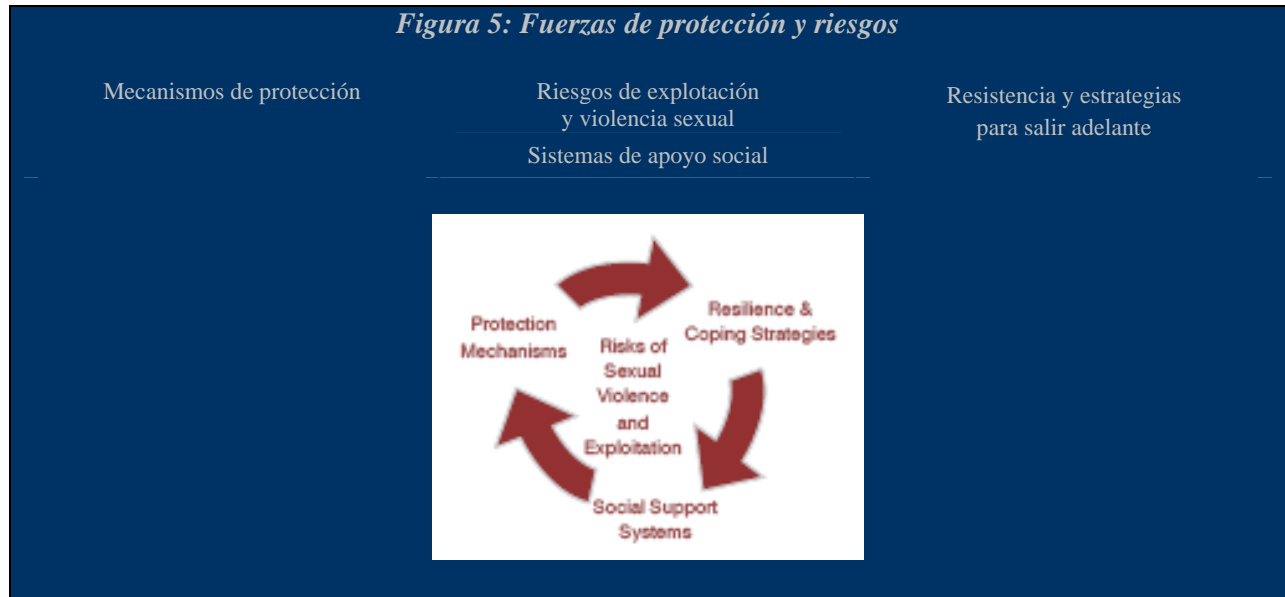 Figura 5: Fuerzas de protección y riesgos
Mecanismos de protección
Riesgos de explotación
y violencia sexual
Sistemas de apoyo social
Resistencia y estrategias
para salir adelante
Protection
Mechanisms
Risks of
Sexual
Violence
and
Exploitation
Resilience &
Coping Strategies
Social Support
Systems